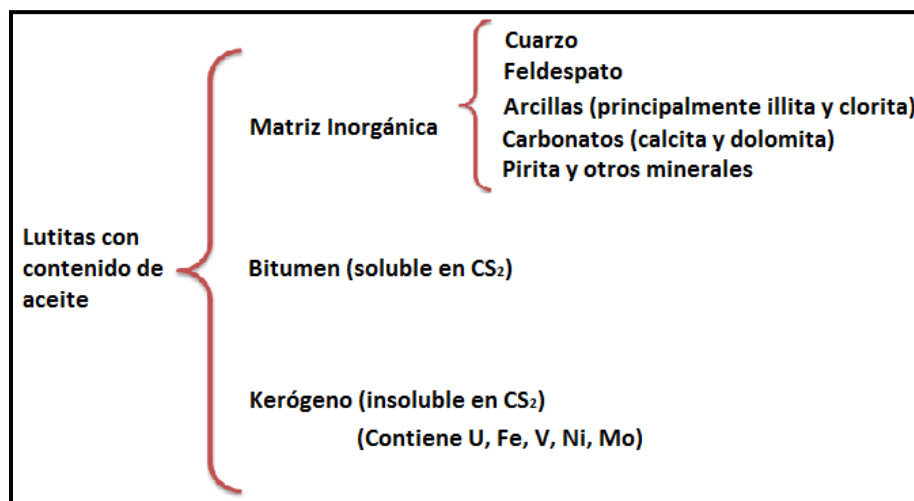 Cuarzo
Feldespato
Arcillas (principalmente illita y clorita)
Matriz Inorgánica
Carbonatos (calcita y dolomita)
Pirita y otros minerales
Lutitas con
contenido de
aceite
Bitumen (soluble en CS₂)
Kerógeno (insoluble en CS₂)
(Contiene U, Fe, V, Ni, Mo)